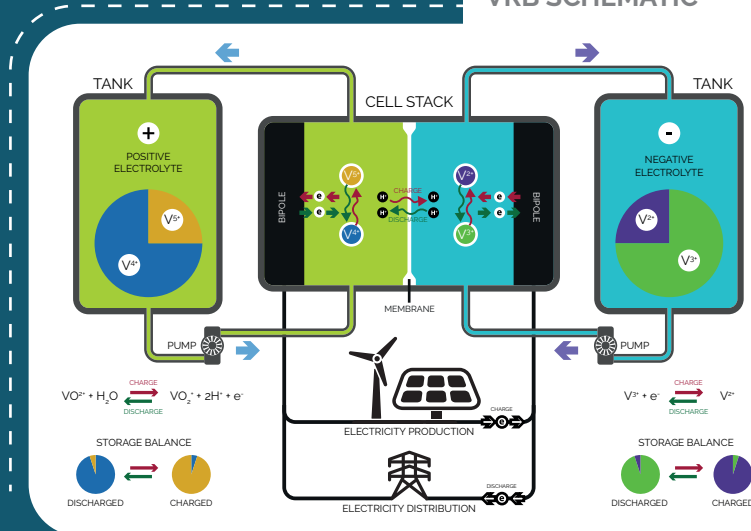 VRB SCHEMATIC
TANK
CELL STACK
TANK
+
POSITIVE
ELECTROLYTE
V⁵⁺
V⁴⁺
BIPOLE
e
e
V⁵⁺
V⁴⁺
H⁺
CHARGE
H⁺
H⁺
DISCHARGE
H⁺
V²⁺
V³⁺
e
e
BIPOLE
-
NEGATIVE
ELECTROLYTE
V²⁺
V³⁺
MEMBRANE
PUMP
PUMP
VO²⁺ + H₂O
CHARGE
DISCHARGE
VO₂⁺ + 2H⁺ + e⁻
CHARGE
e
ELECTRICITY PRODUCTION
V³⁺ + e⁻
CHARGE
DISCHARGE
V²⁺
STORAGE BALANCE
DISCHARGED
CHARGED
DISCHARGE
e
ELECTRICITY DISTRIBUTION
STORAGE BALANCE
DISCHARGED
CHARGED